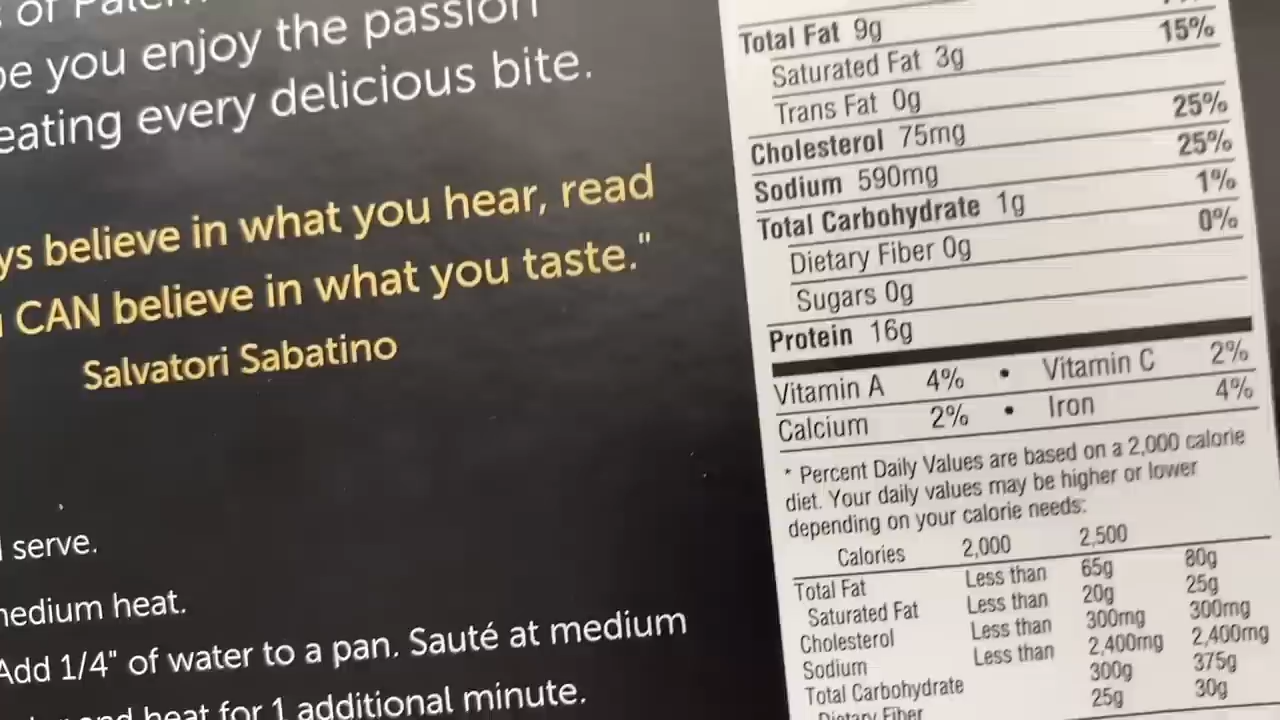 of
be you enjoy the passion
eating every delicious bite.
ys believe in what you hear, read
CAN believe in what you taste."
Salvatori Sabatino
serve.
medium heat.
Add 1/4" of water to a pan. Sauté at medium
and heat for 1 additional minute.
Total Fat 9g
Saturated Fat 3g 15%
Trans Fat 0g
Cholesterol 75mg 25%
Sodium 590mg 25%
Total Carbohydrate 1g 1%
Dietary Fiber 0g 0%
Sugars 0g
Protein 16g
Vitamin A 4% • Vitamin C 2%
Calcium 2% • Iron 4%
* Percent Daily Values are based on a 2,000 calorie
diet. Your daily values may be higher or lower
depending on your calorie needs:
Calories 2,000 2,500
Total Fat Less than 65g 80g
Saturated Fat Less than 20g 25g
Cholesterol Less than 300mg 300mg
Sodium Less than 2,400mg 2,400mg
Total Carbohydrate 300g 375g
Dietary Fiber 25g 30g